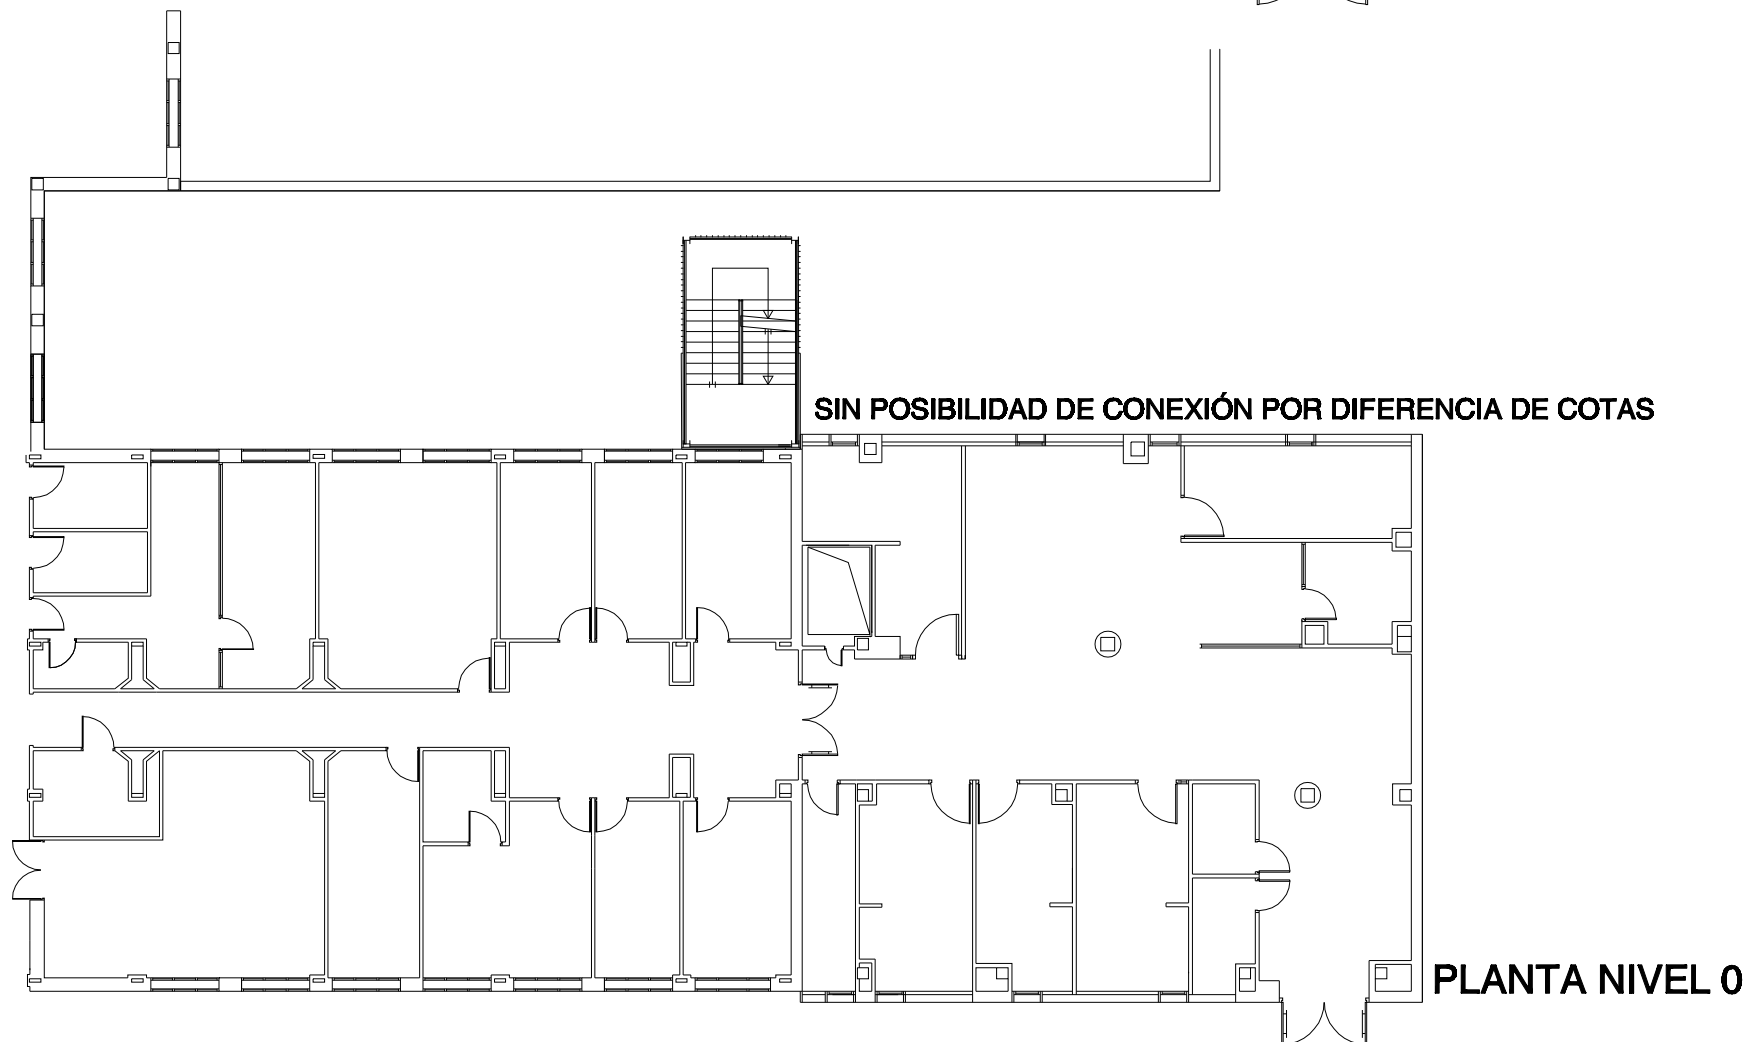 SIN POSIBILIDAD DE CONEXIÓN POR DIFERENCIA DE COTAS
PLANTA NIVEL 0